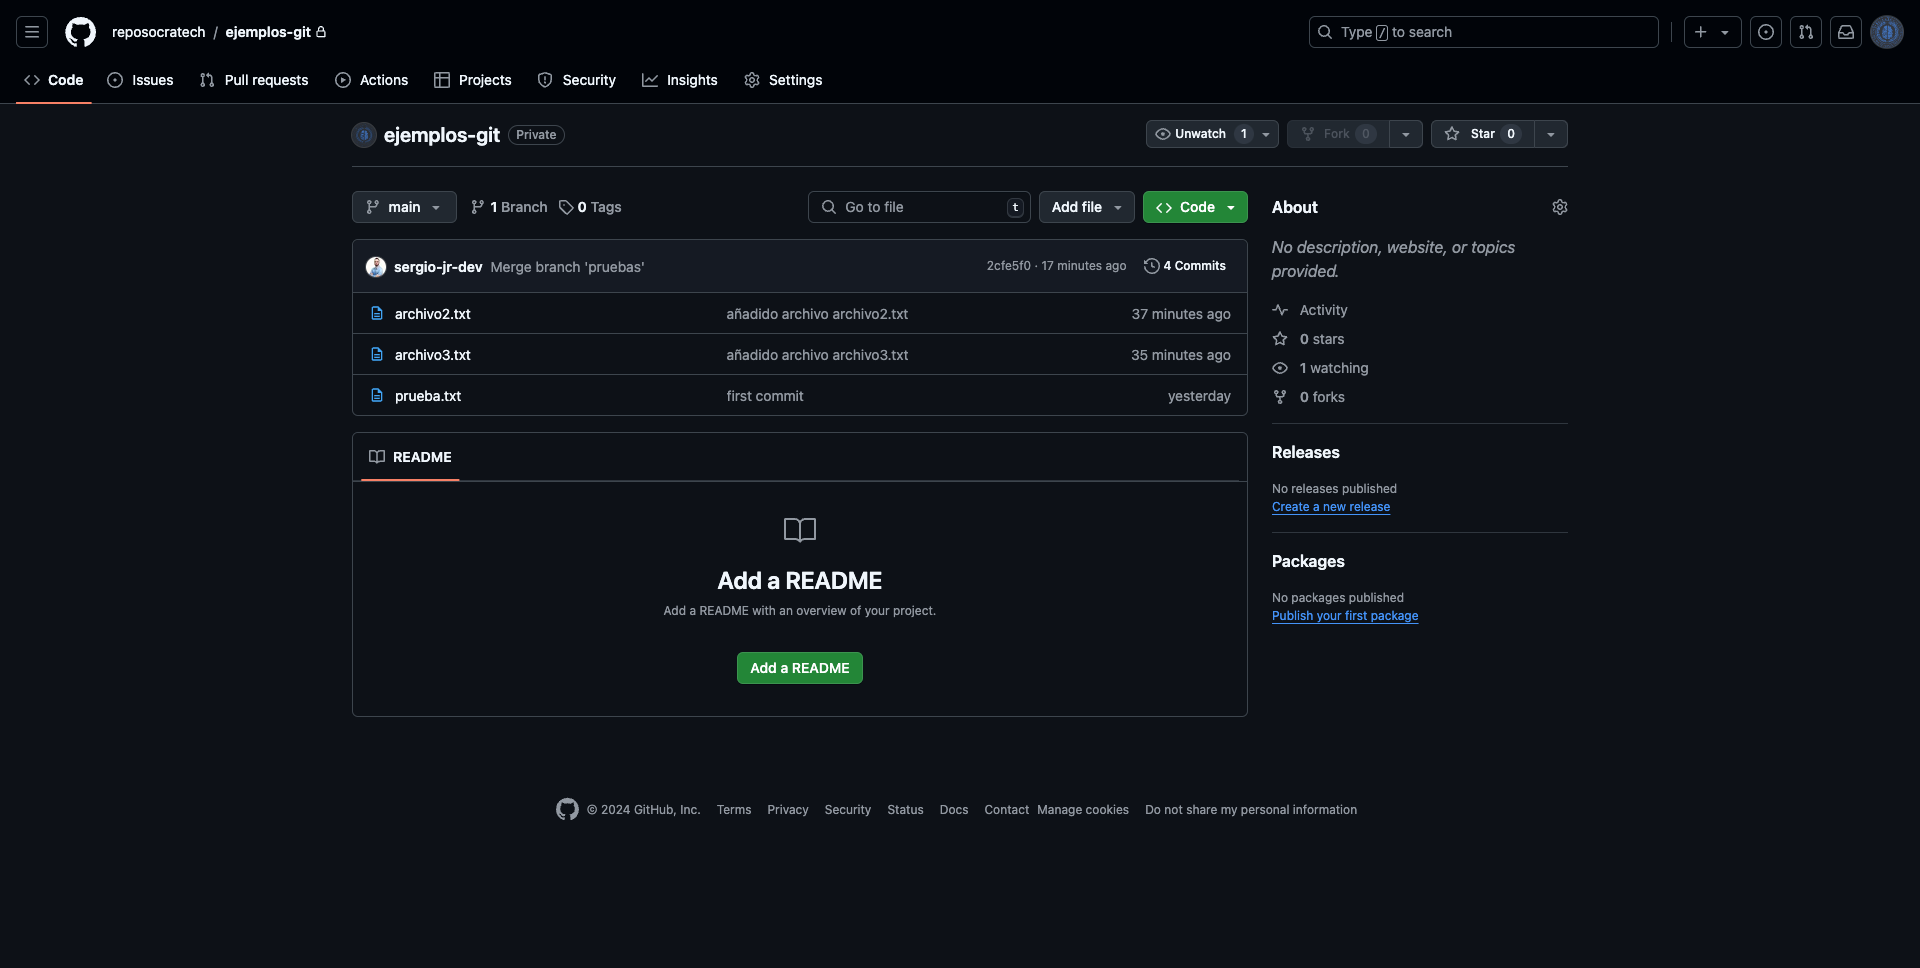 reposocratech / ejemplos-git
Type / to search
Code Issues Pull requests Actions Projects Security Insights Settings
ejemplos-git Private
Unwatch 1 Fork 0 Star 0
main 1 Branch 0 Tags
Go to file t Add file Code
sergio-jr-dev Merge branch 'pruebas' 2cfe5f0 · 17 minutes ago 4 Commits
archivo2.txt añadido archivo archivo2.txt 37 minutes ago
archivo3.txt añadido archivo archivo3.txt 35 minutes ago
prueba.txt first commit yesterday
README
Add a README
Add a README with an overview of your project.
Add a README
About
No description, website, or topics
provided.
Activity
0 stars
1 watching
0 forks
Releases
No releases published
Create a new release
Packages
No packages published
Publish your first package
© 2024 GitHub, Inc. Terms Privacy Security Status Docs Contact Manage cookies Do not share my personal information